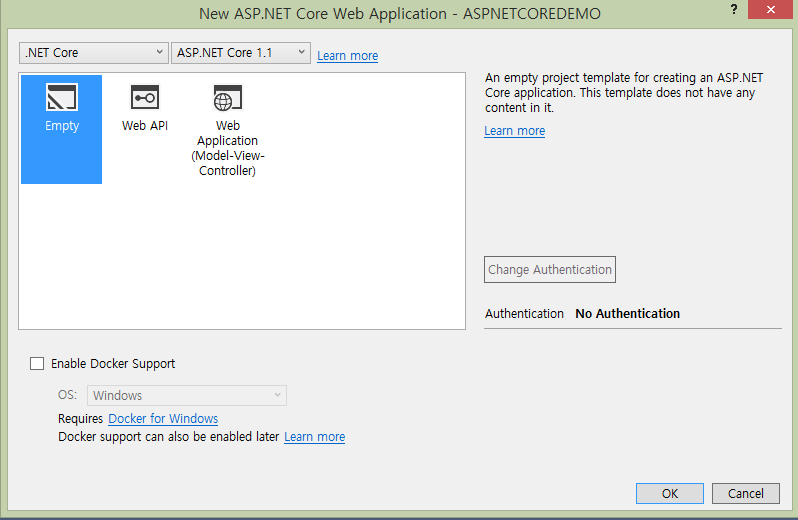 New ASP.NET Core Web Application - ASPNETCOREDEMO
?
.NET Core
ASP.NET Core 1.1
Learn more
Empty
Web API
Web
Application
(Model-View-
Controller)
An empty project template for creating an ASP.NET
Core application. This template does not have any
content in it.
Learn more
Change Authentication
Authentication No Authentication
Enable Docker Support
OS: Windows
Requires Docker for Windows
Docker support can also be enabled later Learn more
OK
Cancel